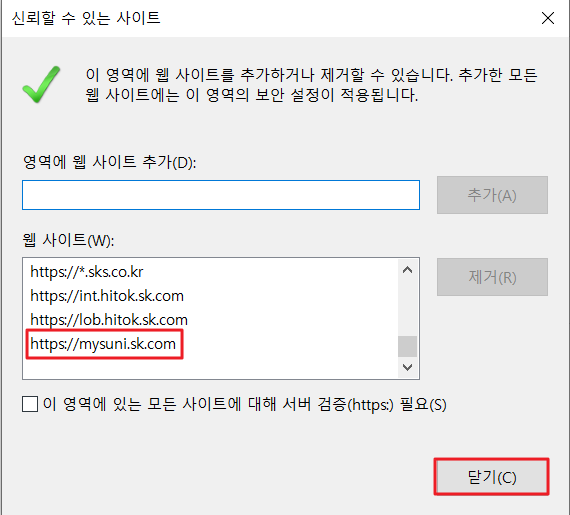 신뢰할 수 있는 사이트
이 영역에 웹 사이트를 추가하거나 제거할 수 있습니다. 추가한 모든
웹 사이트에는 이 영역의 보안 설정이 적용됩니다.
영역에 웹 사이트 추가(D):
추가(A)
웹 사이트(W):
https://*.sks.co.kr
https://int.hitok.sk.com
https://lob.hitok.sk.com
https://mysuni.sk.com
제거(R)
이 영역에 있는 모든 사이트에 대해 서버 검증(https:) 필요(S)
닫기(C)